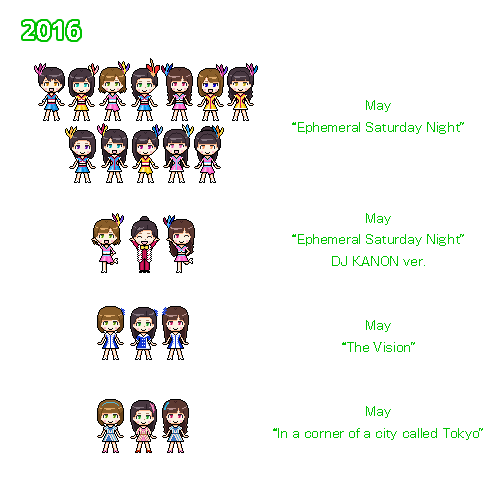 2016
May
“Ephemeral Saturday Night”
May
“Ephemeral Saturday Night”
DJ KANON ver.
May
“The Vision”
May
“In a corner of a city called Tokyo”